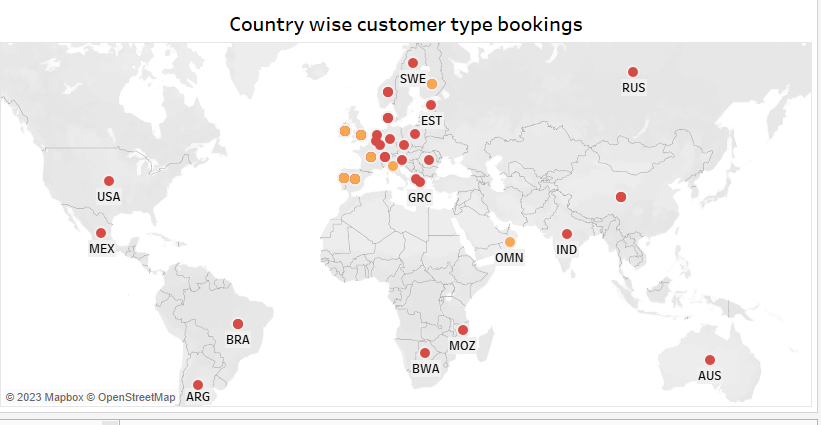 Country wise customer type bookings
SWE
RUS
EST
USA
GRC
MEX
IND
OMN
BRA
MOZ
BWA
AUS
ARG
© 2023 Mapbox © OpenStreetMap